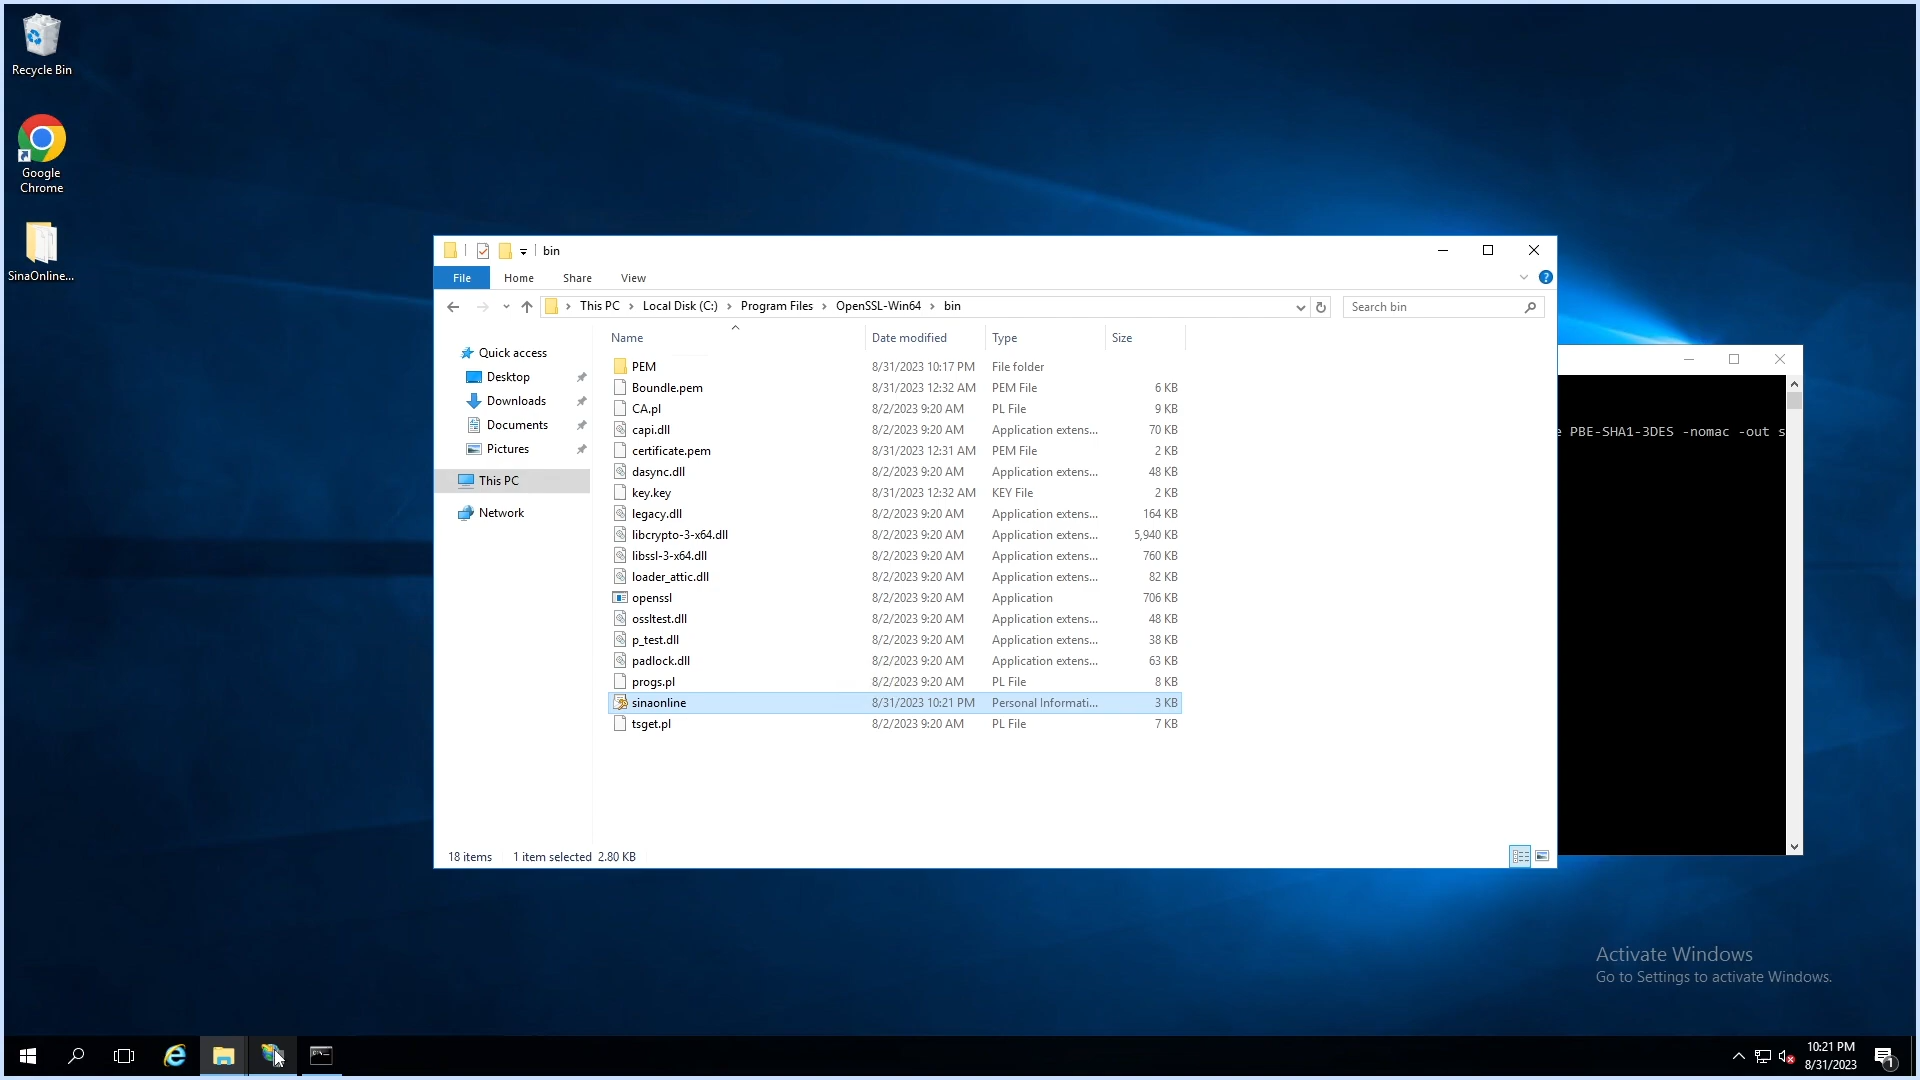 Recycle Bin
Google
Chrome
SinaOnline...
bin
File Home Share View
This PC Local Disk (C:) Program Files OpenSSL-Win64 bin
Search bin
Name Date modified Type Size
Quick access
Desktop
Downloads
Documents
Pictures
This PC
Network
PEM 8/31/2023 10:17 PM File folder
Boundle.pem 8/31/2023 12:32 AM PEM File 6 KB
CA.pl 8/2/2023 9:20 AM PL File 9 KB
capi.dll 8/2/2023 9:20 AM Application extens... 70 KB
certificate.pem 8/31/2023 12:31 AM PEM File 2 KB
dasync.dll 8/2/2023 9:20 AM Application extens... 48 KB
key.key 8/31/2023 12:32 AM KEY File 2 KB
legacy.dll 8/2/2023 9:20 AM Application extens... 164 KB
libcrypto-3-x64.dll 8/2/2023 9:20 AM Application extens... 5,940 KB
libssl-3-x64.dll 8/2/2023 9:20 AM Application extens... 760 KB
loader_attic.dll 8/2/2023 9:20 AM Application extens... 82 KB
openssl 8/2/2023 9:20 AM Application 706 KB
ossltest.dll 8/2/2023 9:20 AM Application extens... 48 KB
p_test.dll 8/2/2023 9:20 AM Application extens... 38 KB
padlock.dll 8/2/2023 9:20 AM Application extens... 63 KB
progs.pl 8/2/2023 9:20 AM PL File 8 KB
sinaonline 8/31/2023 10:21 PM Personal Informati... 3 KB
tsget.pl 8/2/2023 9:20 AM PL File 7 KB
18 items 1 item selected 2.80 KB
e PBE-SHA1-3DES -nomac -out s
Activate Windows
Go to Settings to activate Windows.
10:21 PM
8/31/2023
1